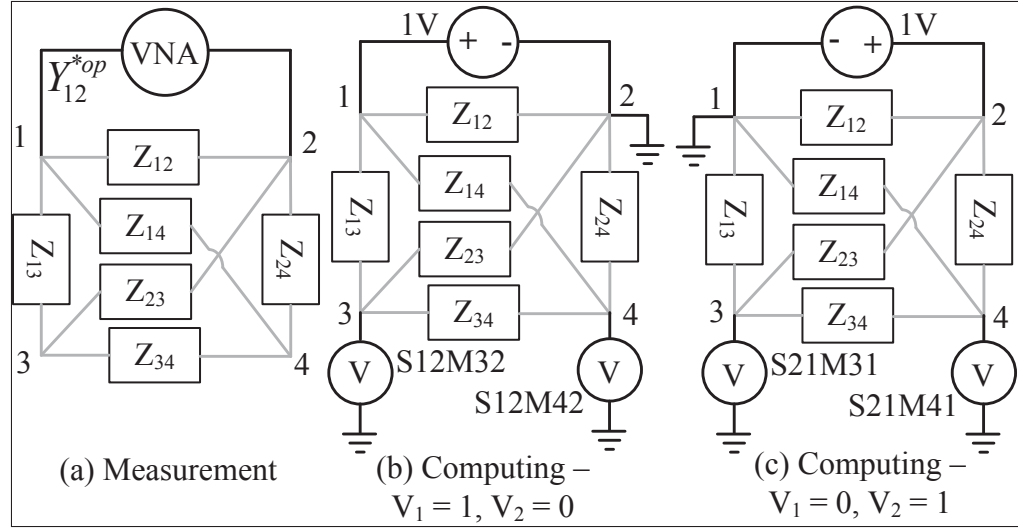 VNA
Y12*op
1
2
Z12
Z14
Z13
Z24
Z23
Z34
3
4
(a) Measurement
1V
+ -
1
2
Z12
Z14
Z13
Z24
Z23
Z34
3
4
V
S12M32
V
S12M42
(b) Computing –
V1 = 1, V2 = 0
- +
1V
1
2
Z12
Z14
Z13
Z24
Z23
Z34
3
4
V
S21M31
V
S21M41
(c) Computing –
V1 = 0, V2 = 1